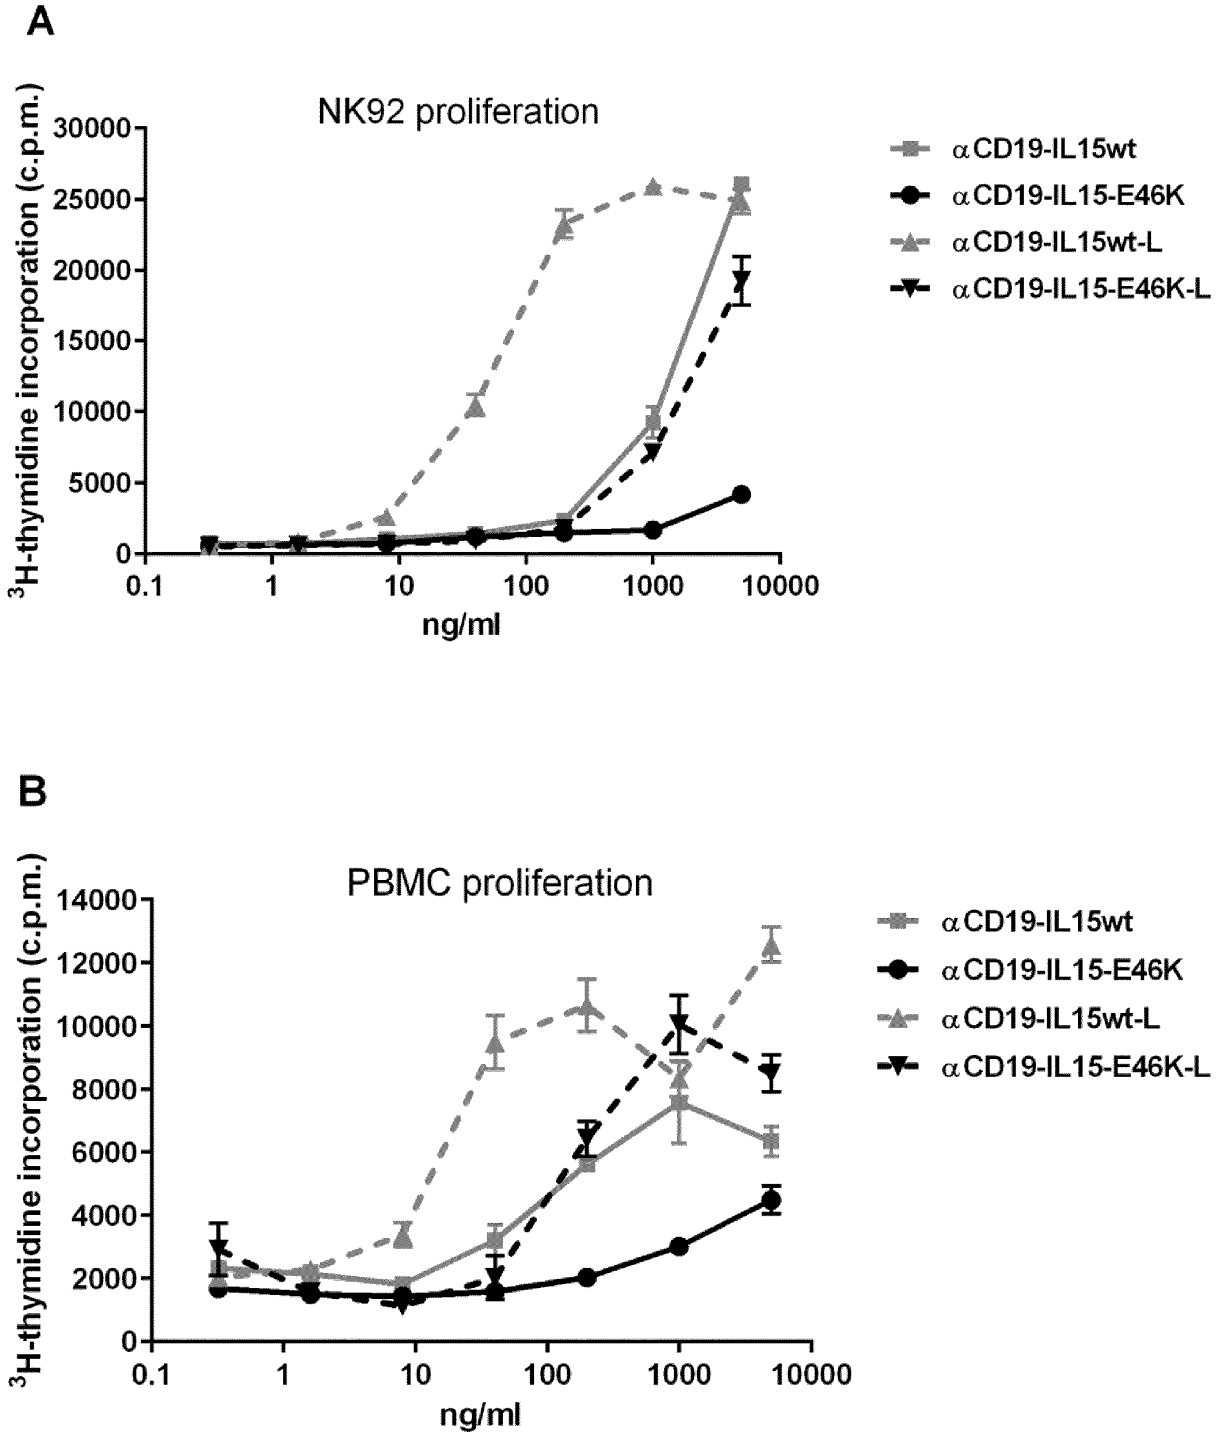 A
NK92 proliferation
³H-thymidine incorporation (c.p.m.)
30000
25000
20000
15000
10000
5000
0
0.1 1 10 100 1000 10000
ng/ml
αCD19-IL15wt
αCD19-IL15-E46K
αCD19-IL15wt-L
αCD19-IL15-E46K-L
B
PBMC proliferation
³H-thymidine incorporation (c.p.m.)
14000
12000
10000
8000
6000
4000
2000
0
0.1 1 10 100 1000 10000
ng/ml
αCD19-IL15wt
αCD19-IL15-E46K
αCD19-IL15wt-L
αCD19-IL15-E46K-L